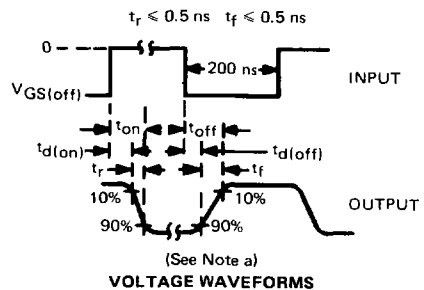 tr ≤ 0.5 ns tf ≤ 0.5 ns
0
200 ns
INPUT
VGS(off)
ton toff
td(on) td(off)
tr tf
10% 10%
OUTPUT
90% 90%
(See Note a)
VOLTAGE WAVEFORMS